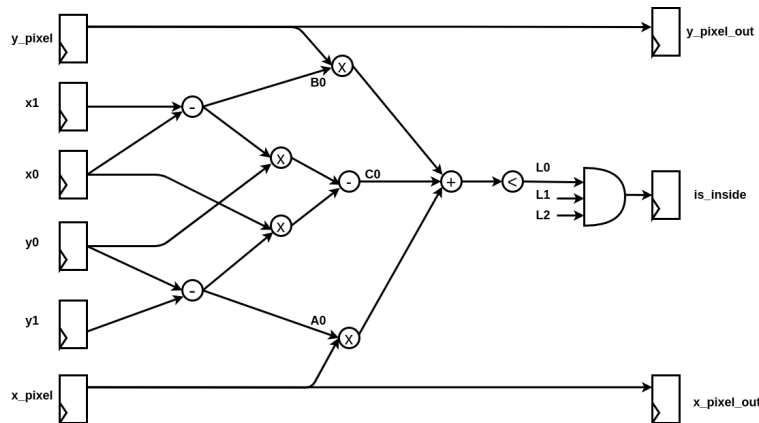 y_pixel
y_pixel_out
x
B0
x1
-
x
x0
-
C0
+
<
L0
L1
L2
is_inside
x
y0
-
y1
A0
x
x_pixel
x_pixel_out